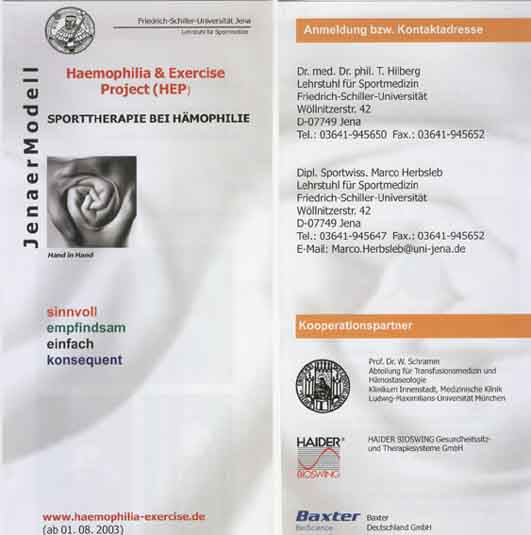 Friedrich-Schiller-Universität Jena
Lehrstuhl für Sportmedizin
JenaerModell
Haemophilia & Exercise
Project (HEP)
SPORTTHERAPIE BEI HÄMOPHILIE
Hand in Hand
sinnvoll
empfindsam
einfach
konsequent
www.haemophilia-exercise.de
(ab 01. 08. 2003)
Anmeldung bzw. Kontaktadresse
Dr. med. Dr. phil. T. Hilberg
Lehrstuhl für Sportmedizin
Friedrich-Schiller-Universität
Wöllnitzerstr. 42
D-07749 Jena
Tel.: 03641-945650 Fax.: 03641-945652
Dipl. Sportwiss. Marco Herbsleb
Lehrstuhl für Sportmedizin
Friedrich-Schiller-Universität
Wöllnitzerstr. 42
D-07749 Jena
Tel.: 03641-945647 Fax.: 03641-945652
E-Mail: Marco.Herbsleb@uni-jena.de
Kooperationspartner
Prof. Dr. W. Schramm
Abteilung für Transfusionsmedizin und
Hämostaseologie
Klinikum Innenstadt, Medizinische Klinik
Ludwig-Maximilians-Universität München
HAIDER®
BIOSWING
HAIDER BIOSWING Gesundheitssitz-
und Therapiesysteme GmbH
Baxter
BioScience
Baxter
Deutschland GmbH